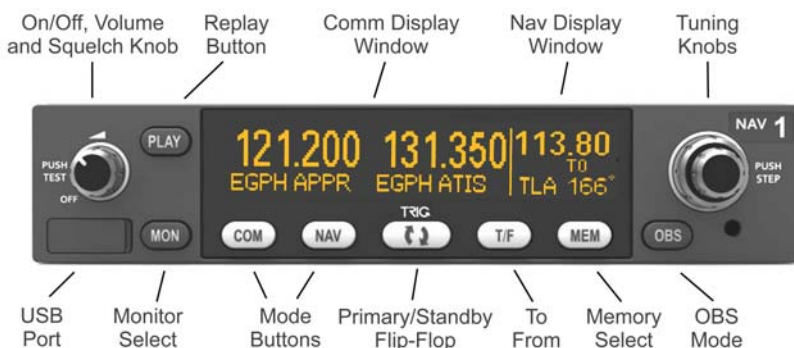 On/Off, Volume
and Squelch Knob
Replay
Button
Comm Display
Window
Nav Display
Window
Tuning
Knobs
PLAY
NAV 1
PUSH
TEST
OFF
121.200
EGPH APPR
131.350
EGPH ATIS
113.80
TO
TLA 166°
PUSH
STEP
TRIG
MON
COM
NAV
T/F
MEM
OBS
USB
Port
Monitor
Select
Mode
Buttons
Primary/Standby
Flip-Flop
To
From
Memory
Select
OBS
Mode